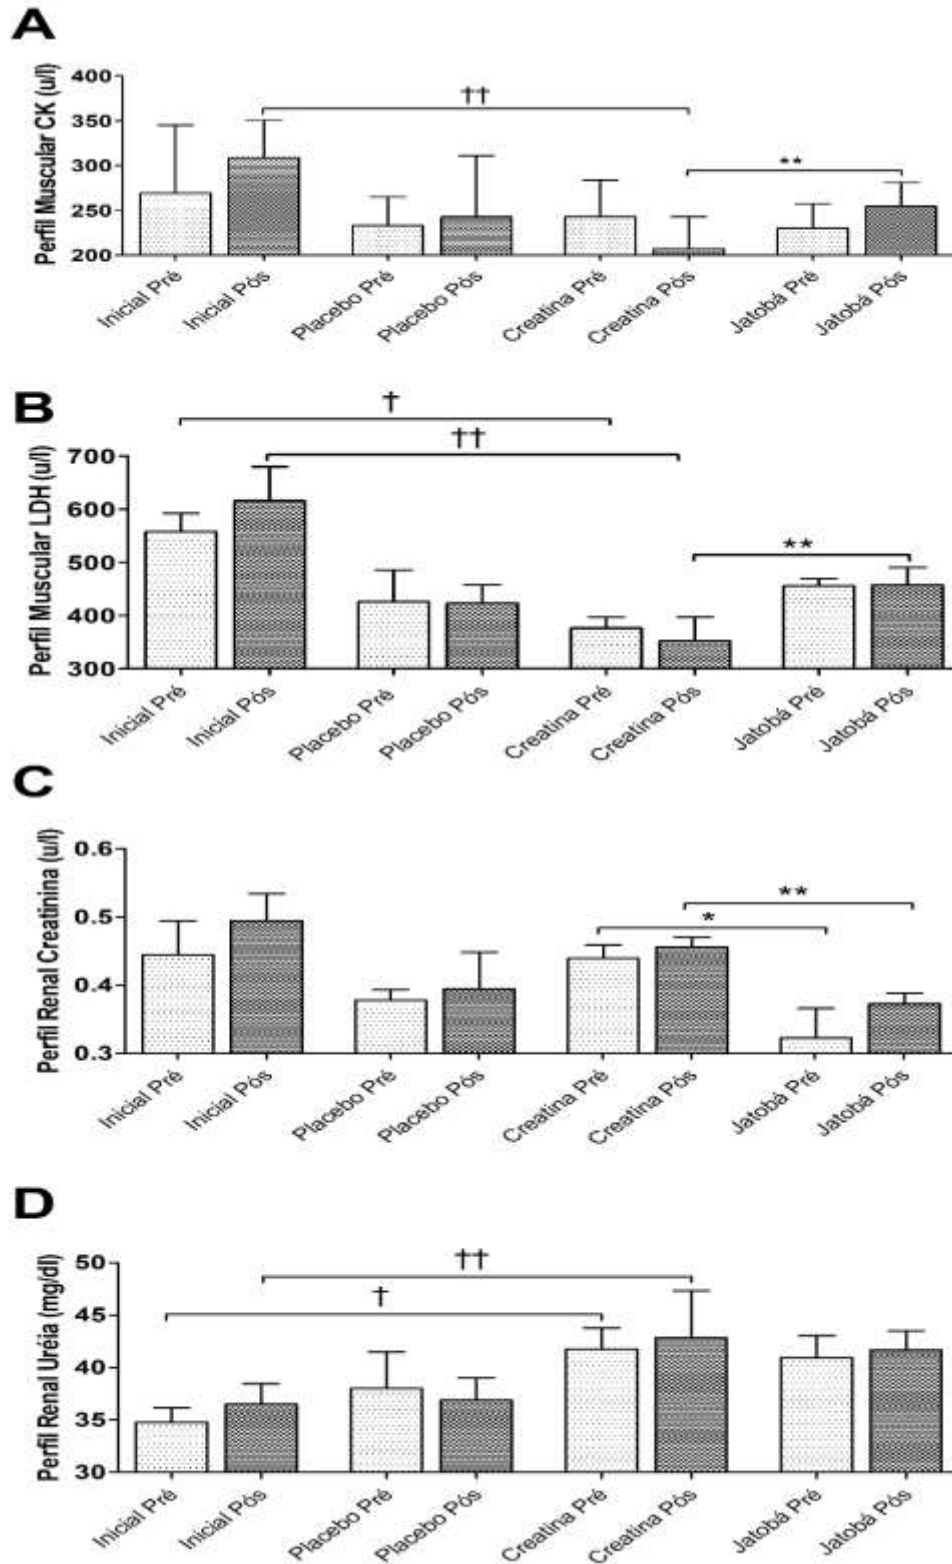 A
Perfil Muscular CK (u/l)
400
350
300
250
200
††
**
Inicial Pré
Inicial Pós
Placebo Pré
Placebo Pós
Creatina Pré
Creatina Pós
Jatobá Pré
Jatobá Pós
B
Perfil Muscular LDH (u/l)
700
600
500
400
300
†
††
**
Inicial Pré
Inicial Pós
Placebo Pré
Placebo Pós
Creatina Pré
Creatina Pós
Jatobá Pré
Jatobá Pós
C
Perfil Renal Creatinina (u/l)
0.6
0.5
0.4
0.3
**
*
Inicial Pré
Inicial Pós
Placebo Pré
Placebo Pós
Creatina Pré
Creatina Pós
Jatobá Pré
Jatobá Pós
D
Perfil Renal Uréia (mg/dl)
50
45
40
35
30
††
†
Inicial Pré
Inicial Pós
Placebo Pré
Placebo Pós
Creatina Pré
Creatina Pós
Jatobá Pré
Jatobá Pós